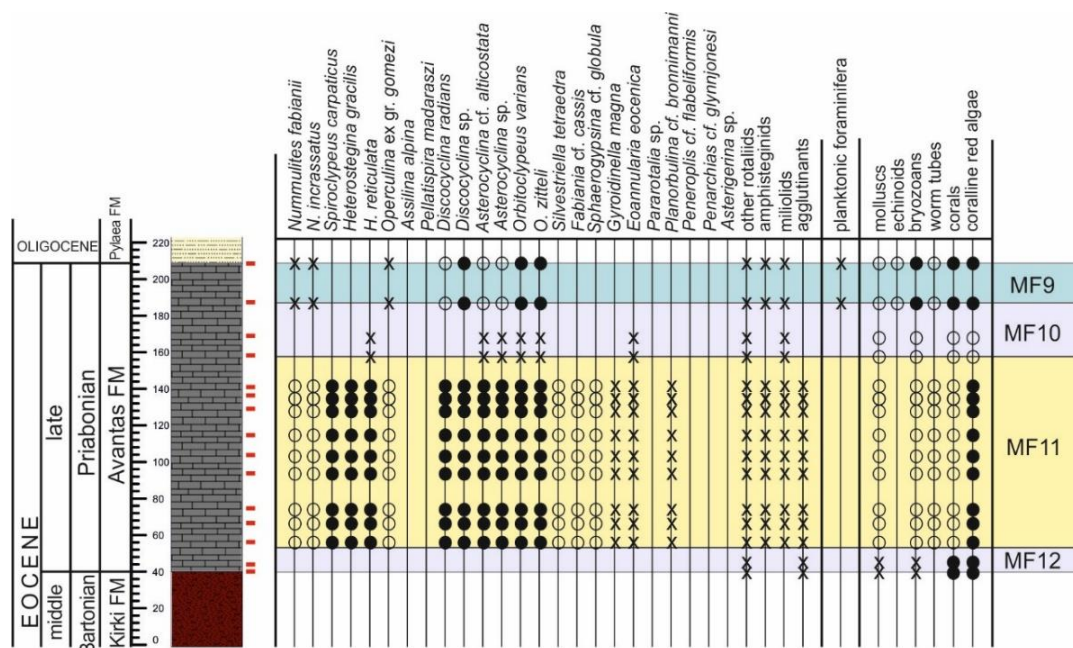 Nummulites fabianii
N. incrassatus
Spiroclypeus carpaticus
Heterostegina gracilis
H. reticulata
Operculina ex gr. gomezi
Assilina alpina
Pellatispira madaraszi
Discocyclina radians
Discocyclina sp.
Asterocyclina cf. alticostata
Asterocyclina sp.
Orbitoclypeus varians
O. zitteli
Silvestriella tetraedra
Fabiania cf. cassis
Sphaerogypsina cf. globula
Gyroidinella magna
Eoannularia eocenica
Pararotalia sp.
Planorbulina cf. bronnimanni
Peneroplis cf. flabeliformis
Penarchias cf. glynnjonesi
Asterigerina sp.
other rotaliids
amphisteginids
miliolids
agglutinants
planktonic foraminifera
molluscs
echinoids
bryozoans
worm tubes
corals
coralline red algae
OLIGOCENE
Pylaea FM
EOCENE
late
middle
Priabonian
Bartonian
Avantas FM
Kirki FM
220
200
180
160
140
120
100
80
60
40
20
0
MF9
MF10
MF11
MF12